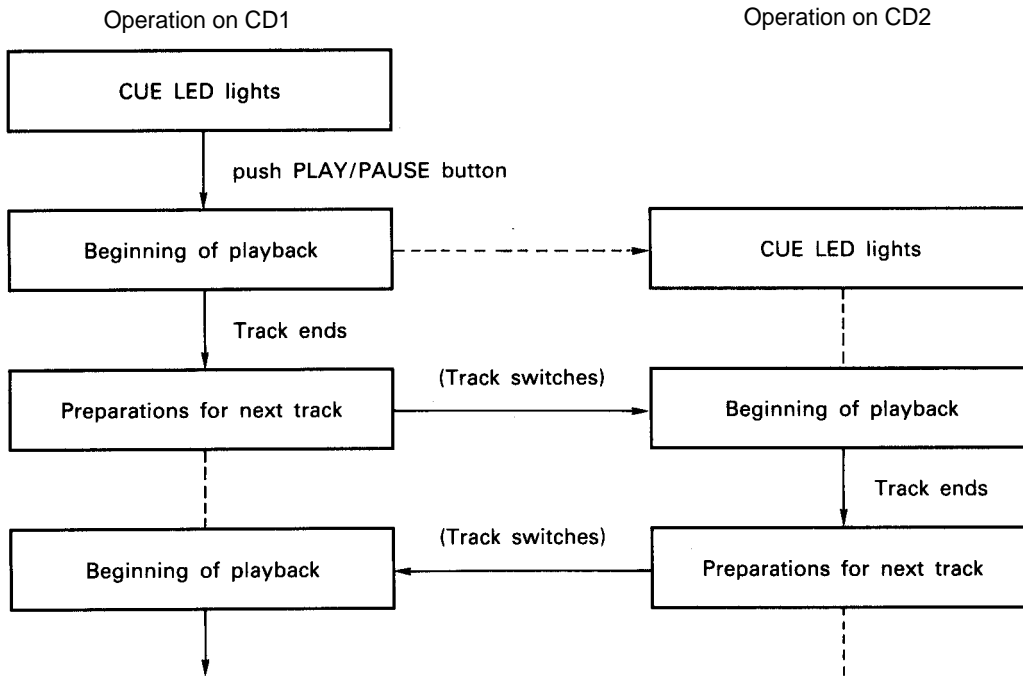 Operation on CD1
Operation on CD2
CUE LED lights
push PLAY/PAUSE button
Beginning of playback
CUE LED lights
Track ends
Preparations for next track
(Track switches)
Beginning of playback
Track ends
Beginning of playback
(Track switches)
Preparations for next track